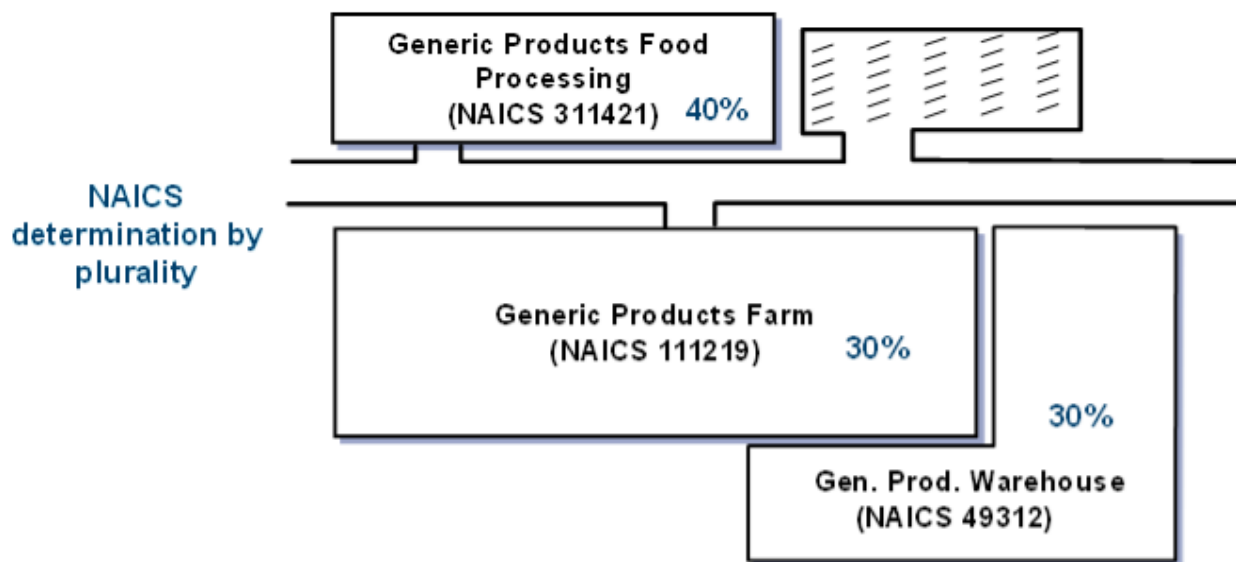 Generic Products Food
Processing
(NAICS 311421) 40%
NAICS
determination by
plurality
Generic Products Farm
(NAICS 111219) 30%
30%
Gen. Prod. Warehouse
(NAICS 49312)